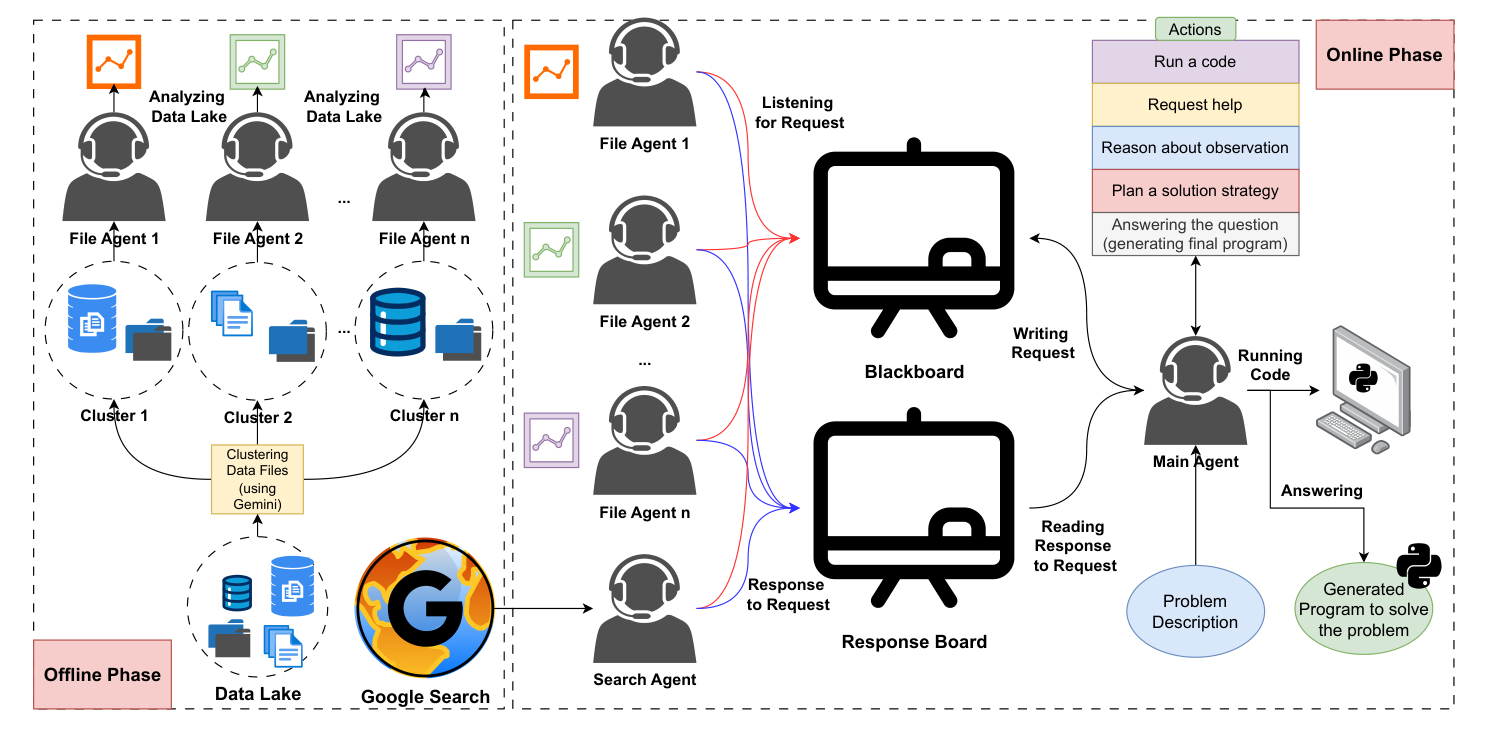 Analyzing
Data Lake
Analyzing
Data Lake
...
File Agent 1
File Agent 2
File Agent n
...
Cluster 1
Cluster 2
Cluster n
Clustering
Data Files
(using
Gemini)
Data Lake
G
Google Search
Offline Phase
File Agent 1
File Agent 2
...
File Agent n
Search Agent
Listening
for Request
Response
to Request
Blackboard
Response Board
Writing
Request
Reading
Response
to Request
Actions
Run a code
Request help
Reason about observation
Plan a solution strategy
Answering the question
(generating final program)
Online Phase
Main Agent
Running
Code
Answering
Problem
Description
Generated
Program to solve
the problem